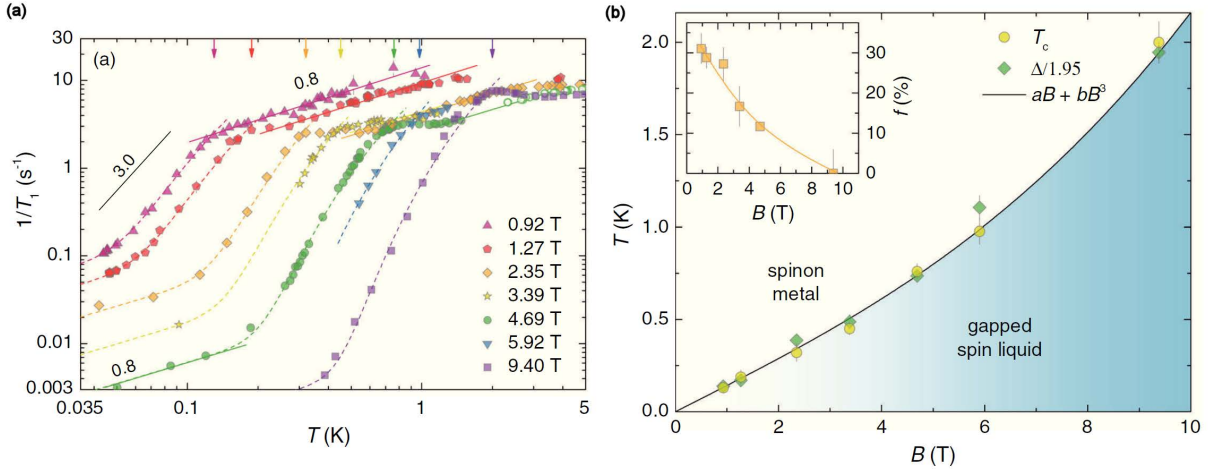 (a)
(a)
30
10
1
0.1
0.01
0.003
1/T₁ (s⁻¹)
3.0
0.8
0.8
0.92 T
1.27 T
2.35 T
3.39 T
4.69 T
5.92 T
9.40 T
0.035
0.1
1
5
T (K)
(b)
2.0
1.5
1.0
0.5
0.0
T (K)
30
20
10
0
f (%)
0 2 4 6 8 10
B (T)
T_c
Δ/1.95
aB + bB³
spinon
metal
gapped
spin liquid
0 2 4 6 8 10
B (T)